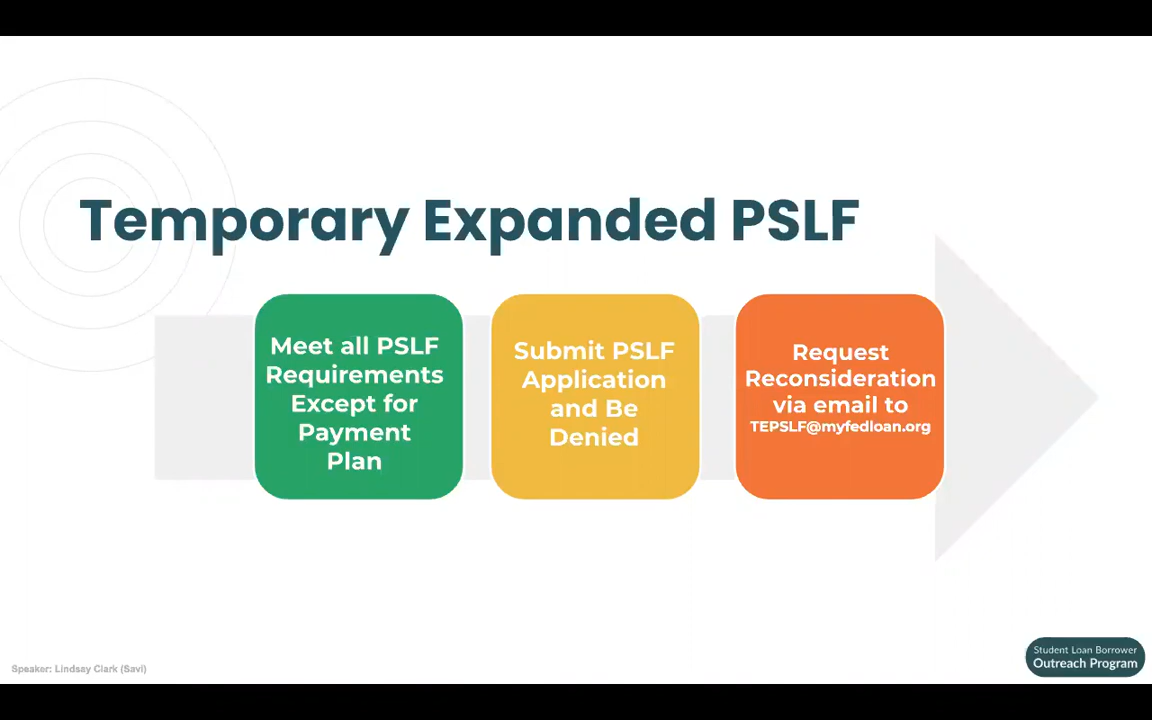 Temporary Expanded PSLF
Meet all PSLF
Requirements
Except for
Payment
Plan
Submit PSLF
Application
and Be
Denied
Request
Reconsideration
via email to
TEPSLF@myfedloan.org
Speaker: Lindsay Clark (Savi)
Student Loan Borrower
Outreach Program